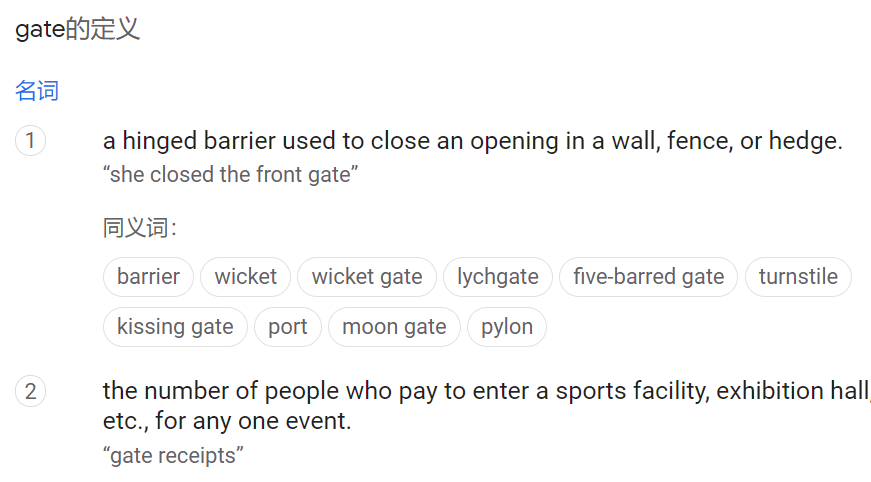 gate的定义
名词
1 a hinged barrier used to close an opening in a wall, fence, or hedge.
“she closed the front gate”
同义词：
barrier wicket wicket gate lychgate five-barred gate turnstile
kissing gate port moon gate pylon
2 the number of people who pay to enter a sports facility, exhibition hall,
etc., for any one event.
“gate receipts”